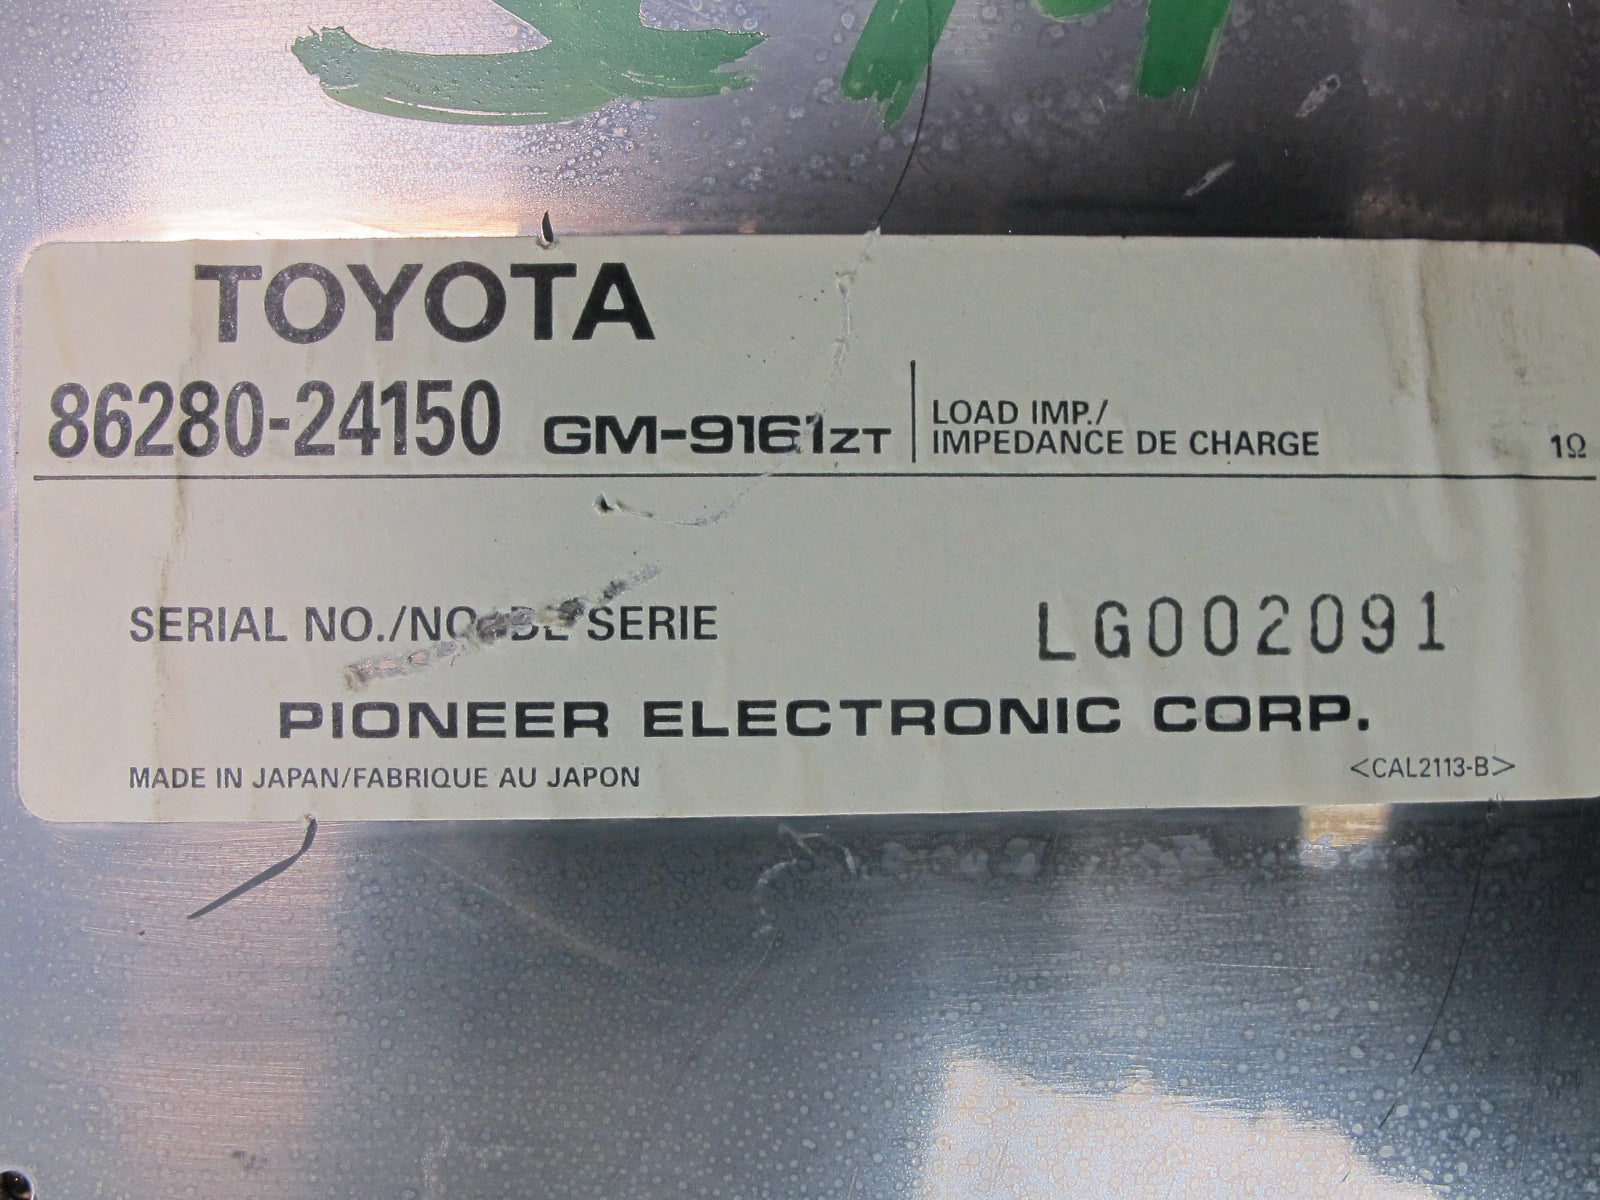 TOYOTA
86280-24150 GM-9161ZT
LOAD IMP./
IMPEDANCE DE CHARGE 1Ω
SERIAL NO./NO. DE SERIE LG002091
PIONEER ELECTRONIC CORP.
MADE IN JAPAN/FABRIQUE AU JAPON <CAL2113-B>